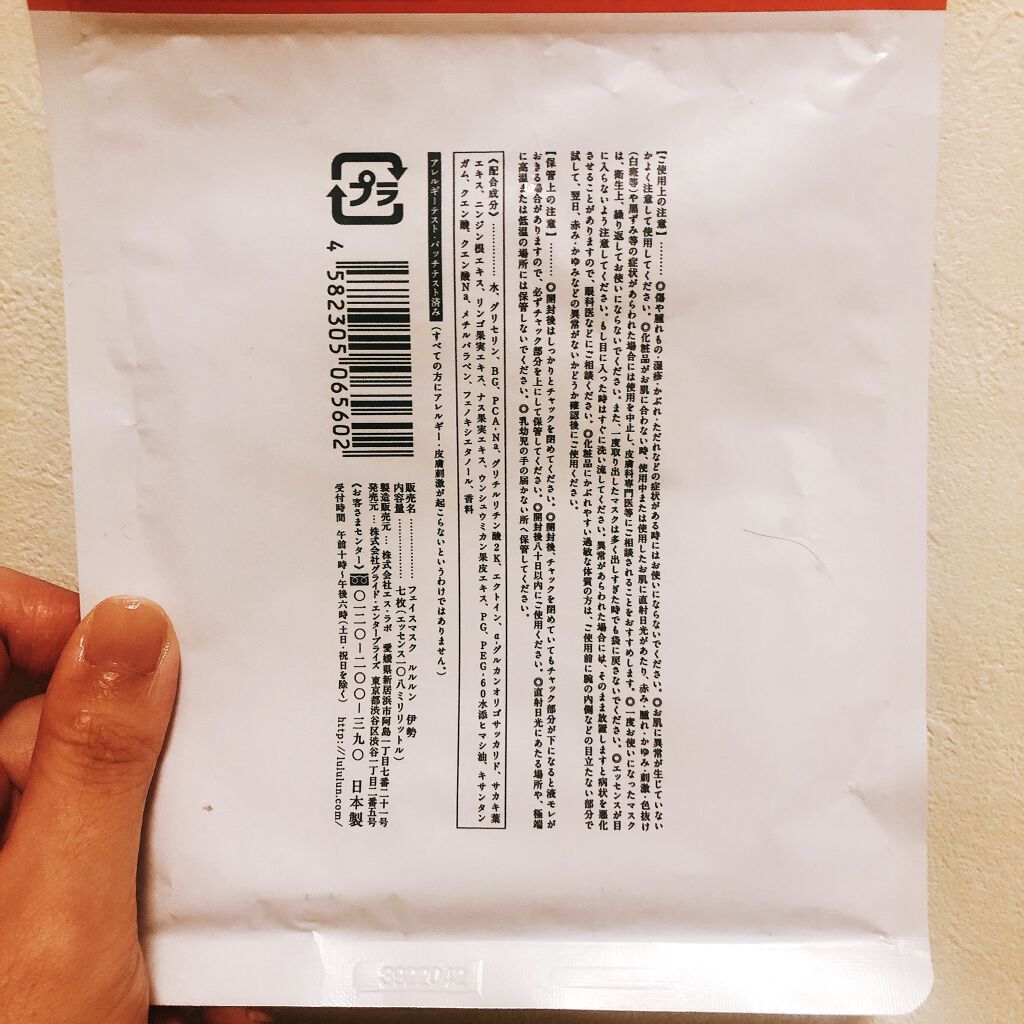 【ご使用上の注意】………◎傷や腫れもの・湿疹・かぶれ・ただれなどの症状がある時にはお使いにならないでください。◎お肌に異常が生じていない
かよく注意して使用してください。◎化粧品がお肌に合わない時、使用中または使用したお肌に直射日光があたり、赤み・腫れ・かゆみ・刺激・色抜け
(白斑等)や黒ずみ等の症状があらわれた場合には使用を中止し、皮膚科専門医等にご相談されることをおすすめします。◎一度お使いになったマスク
は、衛生上、繰り返してお使いにならないでください。また、一度取り出したマスクは多く出しすぎた時でも袋に戻さないでください。◎エッセンスが目
に入らないよう注意してください。もし目に入った時はすぐに洗い流してください。異常があらわれた場合には、そのまま放置しますと病状を悪化
させることがありますので、眼科医などにご相談ください。◎化粧品にかぶれやすい過敏な体質の方は、ご使用前に腕の内側などの目立たない部分で
試して、翌日、赤み・かゆみなどの異常がないかどうか確認後にご使用ください。
【保管上の注意】………◎開封後はしっかりとチャックを閉めてください。◎開封後、チャックを閉めていてもチャック部分が下になると液モレが
おきる場合がありますので、必ずチャック部分を上にして保管してください。◎開封後八十日以内にご使用ください。◎直射日光にあたる場所や、極端
に高温または低温の場所には保管しないでください。◎乳幼児の手の届かない所へ保管してください。
《配合成分》…………水、グリセリン、BG、PCA-Na、グリチルリチン酸2K、エクトイン、α-グルカンオリゴサッカリド、サカキ葉
エキス、ニンジン根エキス、リンゴ果実エキス、ナス果実エキス、ウンシュウミカン果皮エキス、PG、PEG-60水添ヒマシ油、キサンタン
ガム、クエン酸、クエン酸Na、メチルパラベン、フェノキシエタノール、香料
アレルギーテスト・パッチテスト済み(すべての方にアレルギー・皮膚刺激が起こらないというわけではありません。)
プラ
4 582305 065602
販売名…………フェイスマスク ルルルン 伊勢
内容量…………七枚(エッセンス一〇八ミリリットル)
製造販売元…株式会社エス・ラボ 愛媛県新居浜市阿島一丁目七番二十一号
発売元…株式会社グライド・エンタープライズ 東京都渋谷区渋谷一丁目二番五号
《お客さまセンター》〇一二〇-二〇〇-三九〇 日本製
受付時間 午前十時~午後六時(土日・祝日を除く) http://lululun.com/
3922042